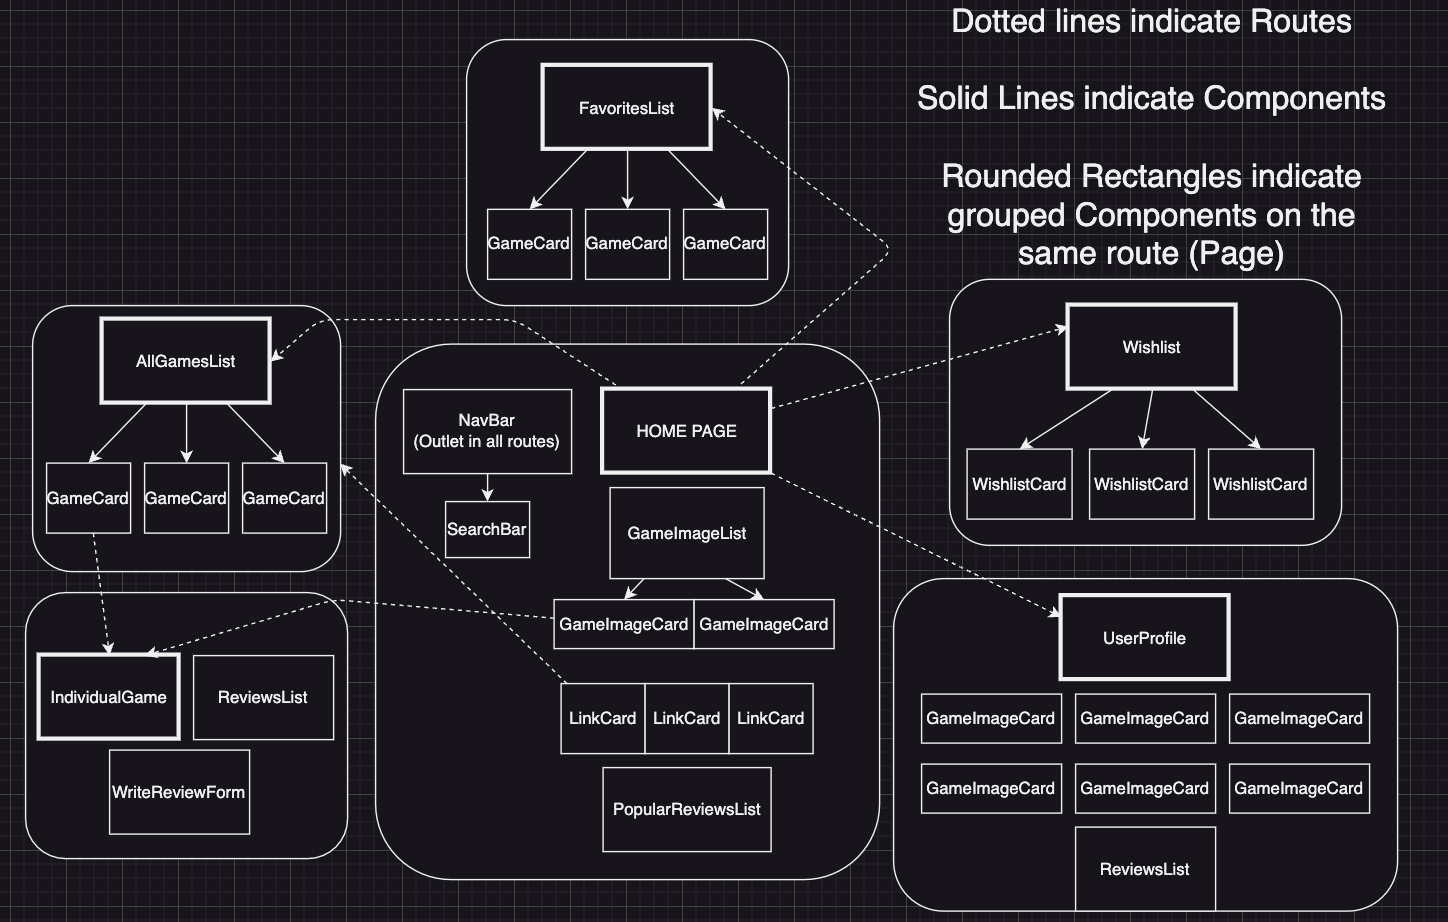 Dotted lines indicate Routes
Solid Lines indicate Components
Rounded Rectangles indicate
grouped Components on the
same route (Page)
FavoritesList
GameCard
GameCard
GameCard
AllGamesList
GameCard
GameCard
GameCard
NavBar
(Outlet in all routes)
SearchBar
HOME PAGE
GameImageList
GameImageCard
GameImageCard
LinkCard
LinkCard
LinkCard
PopularReviewsList
Wishlist
WishlistCard
WishlistCard
WishlistCard
IndividualGame
ReviewsList
WriteReviewForm
UserProfile
GameImageCard
GameImageCard
GameImageCard
GameImageCard
GameImageCard
GameImageCard
ReviewsList